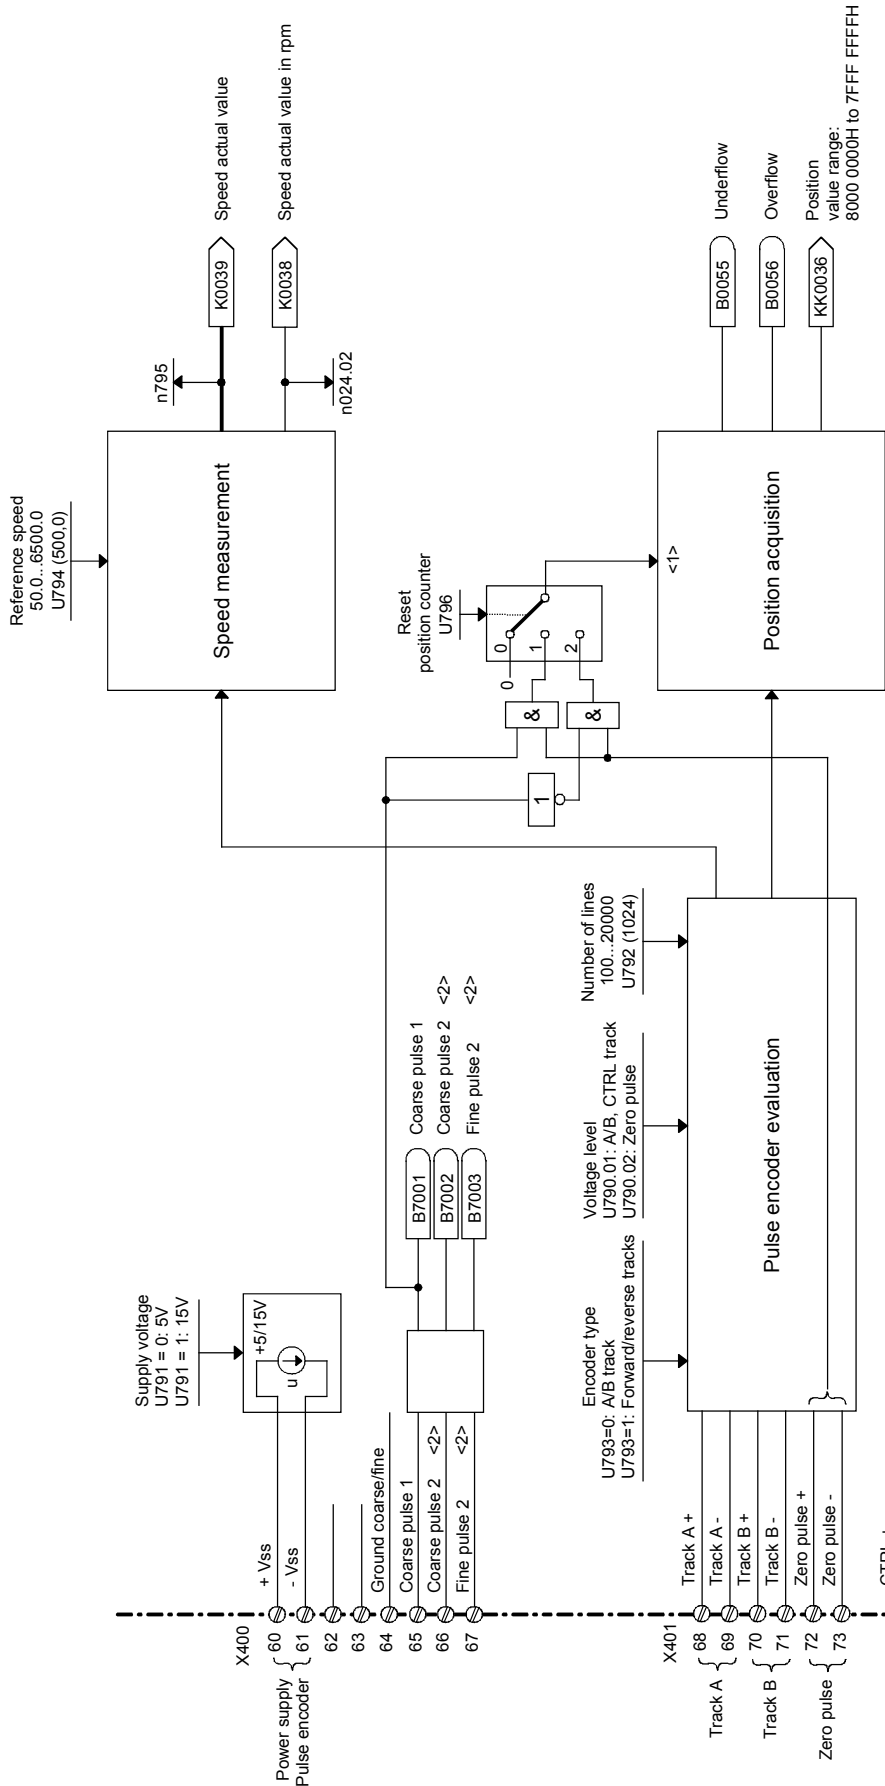 X400
Power supply
Pulse encoder
60
61
62
63
64
65
66
67
+ Vss
- Vss
Ground coarse/fine
Coarse pulse 1
Coarse pulse 2 <2>
Fine pulse 2 <2>
Supply voltage
U791 = 0: 5V
U791 = 1: 15V
+5/15V
u
B7001
B7002
B7003
Coarse pulse 1
Coarse pulse 2 <2>
Fine pulse 2 <2>
Reference speed
50.0...6500.0
U794 (500,0)
Speed measurement
n795
n024.02
K0039
Speed actual value
K0038
Speed actual value in rpm
1
&
&
Reset
position counter
U796
0
0
1
2
<1>
Position acquisition
B0055
Underflow
B0056
Overflow
KK0036
Position
value range:
8000 0000H to 7FFF FFFFH
X401
Track A
Track B
Zero pulse
68
69
70
71
72
73
Track A +
Track A -
Track B +
Track B -
Zero pulse +
Zero pulse -
Encoder type
U793=0: A/B track
U793=1: Forward/reverse tracks
Voltage level
U790.01: A/B, CTRL track
U790.02: Zero pulse
Number of lines
100...20000
U792 (1024)
Pulse encoder evaluation